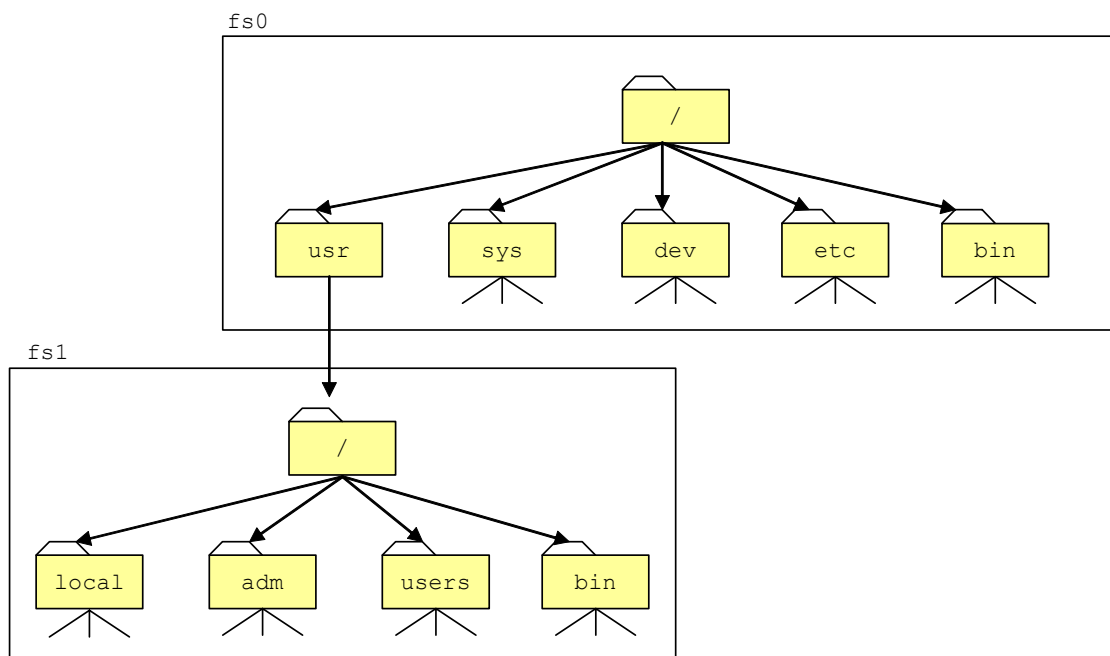 fs0
/
usr sys dev etc bin
fs1
/
local adm users bin